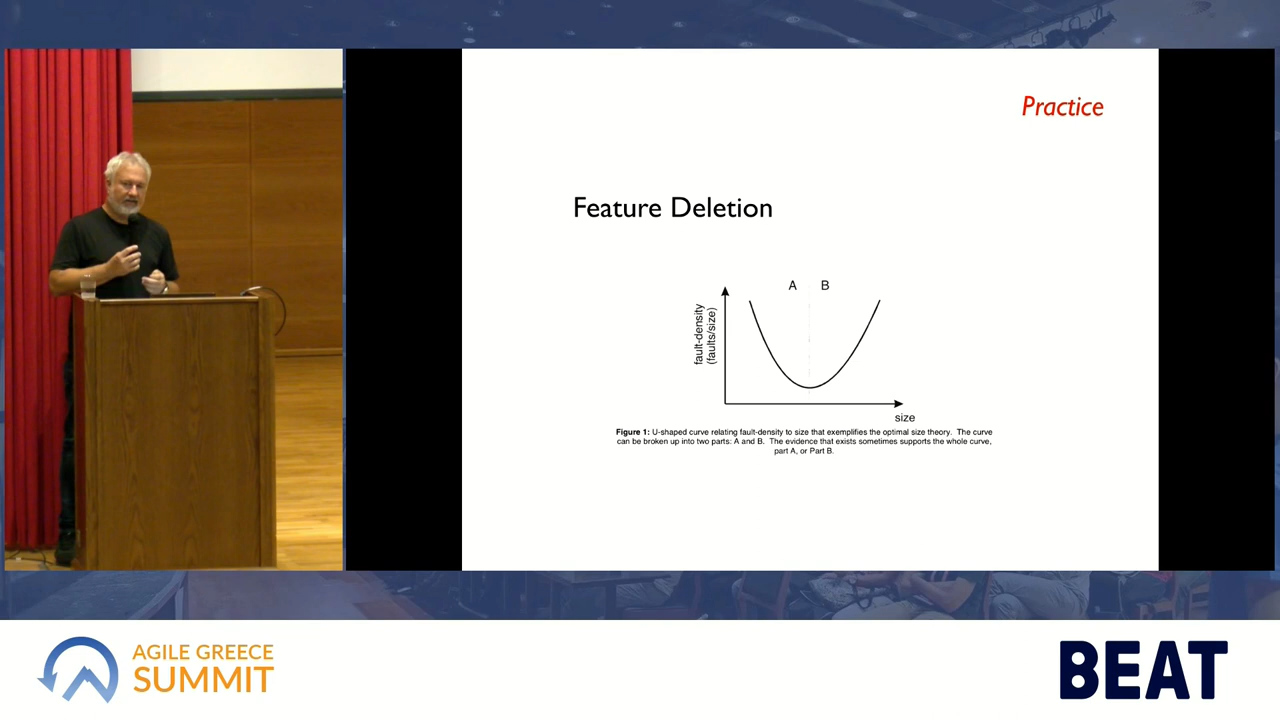 Practice
Feature Deletion
A B
fault-density
(faults/size)
size
Figure 1: U-shaped curve relating fault-density to size that exemplifies the optimal size theory. The curve
can be broken up into two parts: A and B. The evidence that exists sometimes supports the whole curve,
part A, or Part B.
AGILE GREECE
SUMMIT
BEAT